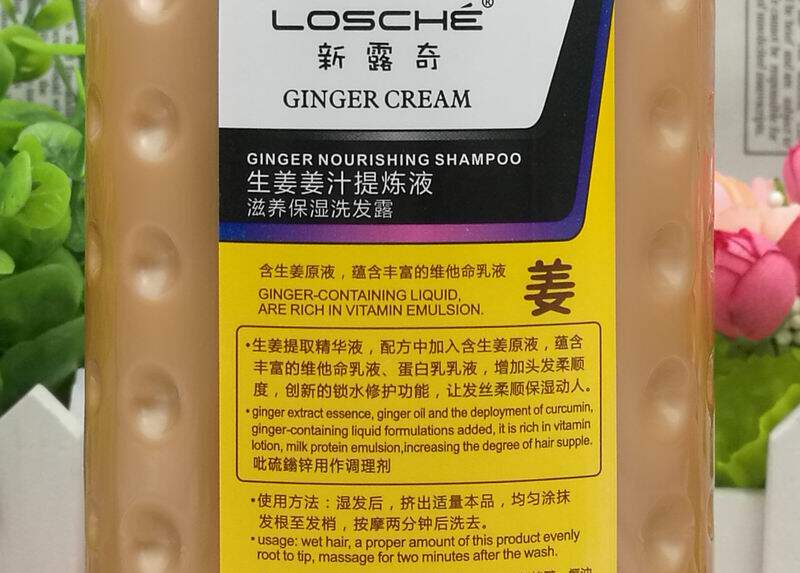 LOSCHÉ®
新露奇
GINGER CREAM
GINGER NOURISHING SHAMPOO
生姜姜汁提炼液
滋养保湿洗发露
含生姜原液，蕴含丰富的维他命乳液
GINGER-CONTAINING LIQUID,
ARE RICH IN VITAMIN EMULSION.
姜
•生姜提取精华液，配方中加入含生姜原液，蕴含
丰富的维他命乳液、蛋白乳乳液，增加头发柔顺
度，创新的锁水修护功能，让发丝柔顺保湿动人。
•ginger extract essence, ginger oil and the deployment of curcumin,
ginger-containing liquid formulations added, it is rich in vitamin
lotion, milk protein emulsion,increasing the degree of hair supple.
吡硫鎓锌用作调理剂
•使用方法：湿发后，挤出适量本品，均匀涂抹
发根至发梢，按摩两分钟后洗去。
•usage: wet hair, a proper amount of this product evenly
root to tip, massage for two minutes after the wash.